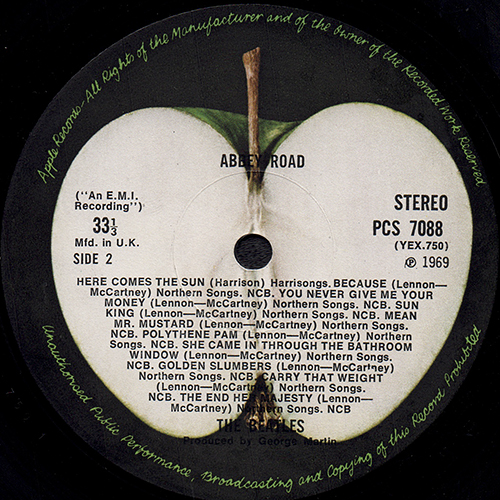 Apple Records-All Rights of the Manufacturer and of the Owner of the Recorded Work Reserved
ABBEY ROAD
("An E.M.I.
Recording")
33⅓
Mfd. in U.K.
SIDE 2
STEREO
PCS 7088
(YEX.750)
℗ 1969
HERE COMES THE SUN (Harrison) Harrisongs. BECAUSE (Lennon—
McCartney) Northern Songs. NCB. YOU NEVER GIVE ME YOUR
MONEY (Lennon—McCartney) Northern Songs. NCB. SUN
KING (Lennon—McCartney) Northern Songs. NCB. MEAN
MR. MUSTARD (Lennon—McCartney) Northern Songs.
NCB. POLYTHENE PAM (Lennon—McCartney) Northern
Songs. NCB. SHE CAME IN THROUGH THE BATHROOM
WINDOW (Lennon—McCartney) Northern Songs.
NCB. GOLDEN SLUMBERS (Lennon—McCartney)
Northern Songs. NCB. CARRY THAT WEIGHT
(Lennon—McCartney) Northern Songs.
NCB. THE END HER MAJESTY (Lennon—
McCartney) Northern Songs. NCB
THE BEATLES
Produced by George Martin
Unauthorised Public Performance, Broadcasting and Copying of this Record Prohibited